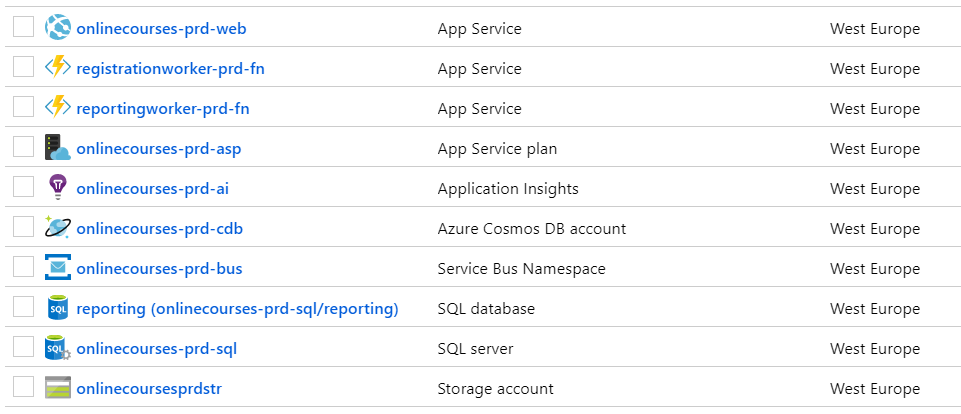 onlinecourses-prd-web App Service West Europe
registrationworker-prd-fn App Service West Europe
reportingworker-prd-fn App Service West Europe
onlinecourses-prd-asp App Service plan West Europe
onlinecourses-prd-ai Application Insights West Europe
onlinecourses-prd-cdb Azure Cosmos DB account West Europe
onlinecourses-prd-bus Service Bus Namespace West Europe
SQL reporting (onlinecourses-prd-sql/reporting) SQL database West Europe
SQL onlinecourses-prd-sql SQL server West Europe
onlinecoursesprdstr Storage account West Europe